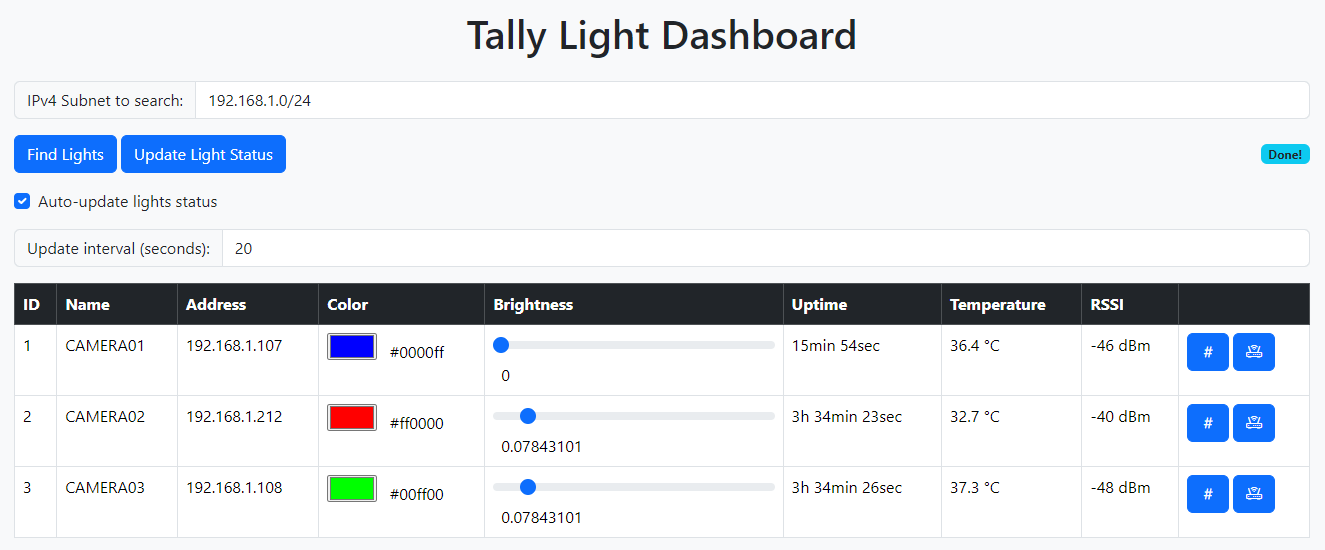 Tally Light Dashboard
IPv4 Subnet to search: 192.168.1.0/24
Find Lights Update Light Status Done!
Auto-update lights status
Update interval (seconds): 20
ID Name Address Color Brightness Uptime Temperature RSSI
1 CAMERA01 192.168.1.107 #0000ff 0 15min 54sec 36.4 °C -46 dBm #
2 CAMERA02 192.168.1.212 #ff0000 0.07843101 3h 34min 23sec 32.7 °C -40 dBm #
3 CAMERA03 192.168.1.108 #00ff00 0.07843101 3h 34min 26sec 37.3 °C -48 dBm #